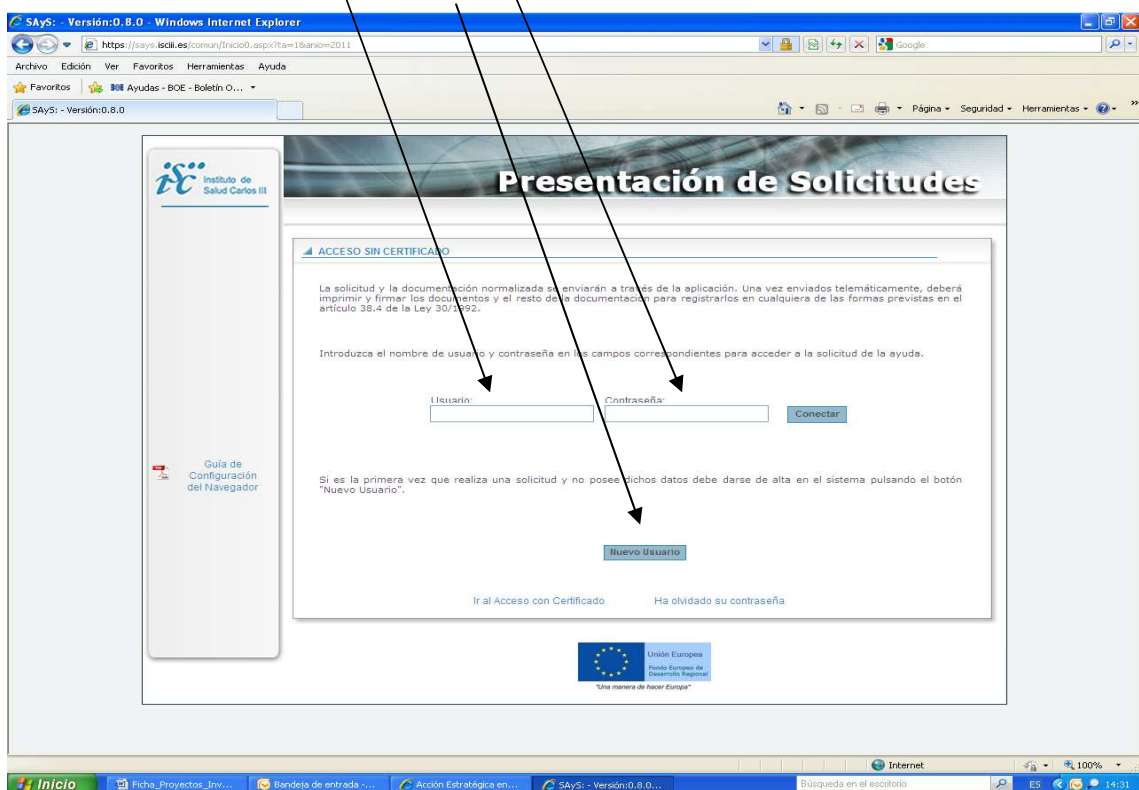 SAyS: - Versión:0.8.0 - Windows Internet Explorer
https://says.isciii.es/comun/Inicio0.aspx?ta=1&anio=2011
Google
Archivo Edición Ver Favoritos Herramientas Ayuda
Favoritos BOE Ayudas - BOE - Boletín O...
SAyS: - Versión:0.8.0
Página Seguridad Herramientas »
isc Instituto de
Salud Carlos III
Presentación de Solicitudes
ACCESO SIN CERTIFICADO
La solicitud y la documentación normalizada se enviarán a través de la aplicación. Una vez enviados telemáticamente, deberá
imprimir y firmar los documentos y el resto de la documentación para registrarlos en cualquiera de las formas previstas en el
artículo 38.4 de la Ley 30/1992.
Introduzca el nombre de usuario y contraseña en los campos correspondientes para acceder a la solicitud de la ayuda.
Usuario: Contraseña:
Conectar
Guía de
Configuración
del Navegador
Si es la primera vez que realiza una solicitud y no posee dichos datos debe darse de alta en el sistema pulsando el botón
"Nuevo Usuario".
Nuevo Usuario
Ir al Acceso con Certificado Ha olvidado su contraseña
Unión Europea
Fondo Europeo de
Desarrollo Regional
"Una manera de hacer Europa"
Internet 100%
Inicio Ficha_Proyectos_Inv... Bandeja de entrada -... Acción Estratégica en... SAyS: - Versión:0.8.0... Búsqueda en el escritorio ES 14:31